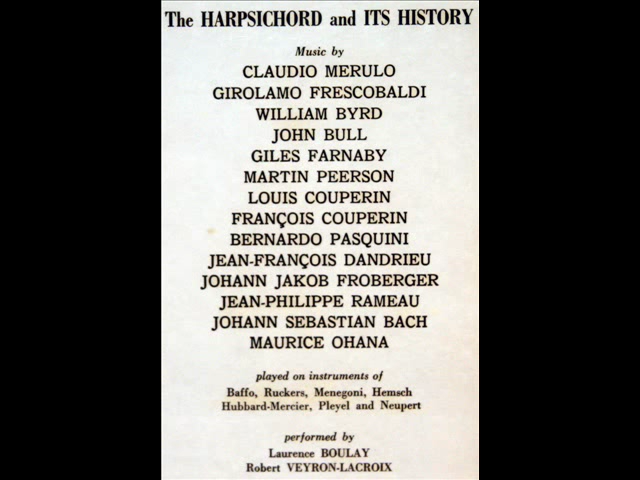 The HARPSICHORD and ITS HISTORY
Music by
CLAUDIO MERULO
GIROLAMO FRESCOBALDI
WILLIAM BYRD
JOHN BULL
GILES FARNABY
MARTIN PEERSON
LOUIS COUPERIN
FRANÇOIS COUPERIN
BERNARDO PASQUINI
JEAN-FRANÇOIS DANDRIEU
JOHANN JAKOB FROBERGER
JEAN-PHILIPPE RAMEAU
JOHANN SEBASTIAN BACH
MAURICE OHANA
played on instruments of
Baffo, Ruckers, Menegoni, Hemsch
Hubbard-Mercier, Pleyel and Neupert
performed by
Laurence BOULAY
Robert VEYRON-LACROIX